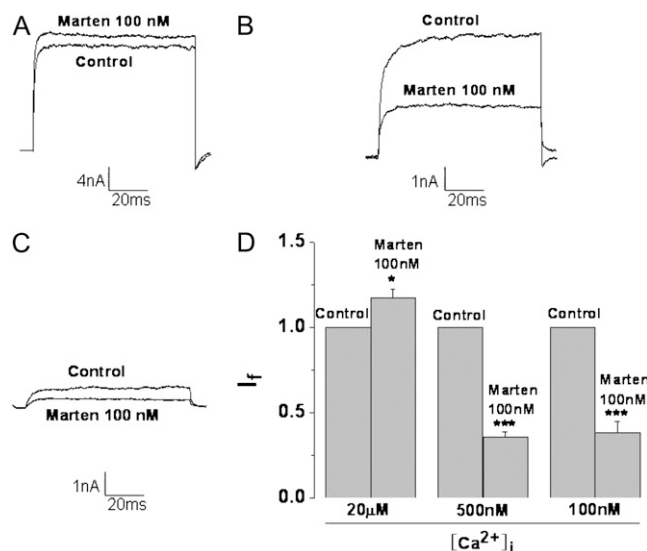 A
Marten 100 nM
Control
4nA
20ms
B
Control
Marten 100 nM
1nA
20ms
C
Control
Marten 100 nM
1nA
20ms
D
1.5
1.0
0.5
0.0
I_f
Control
Marten
100nM
*
Control
Marten
100nM
***
Control
Marten
100nM
***
20μM
500nM
100nM
[Ca²⁺]i